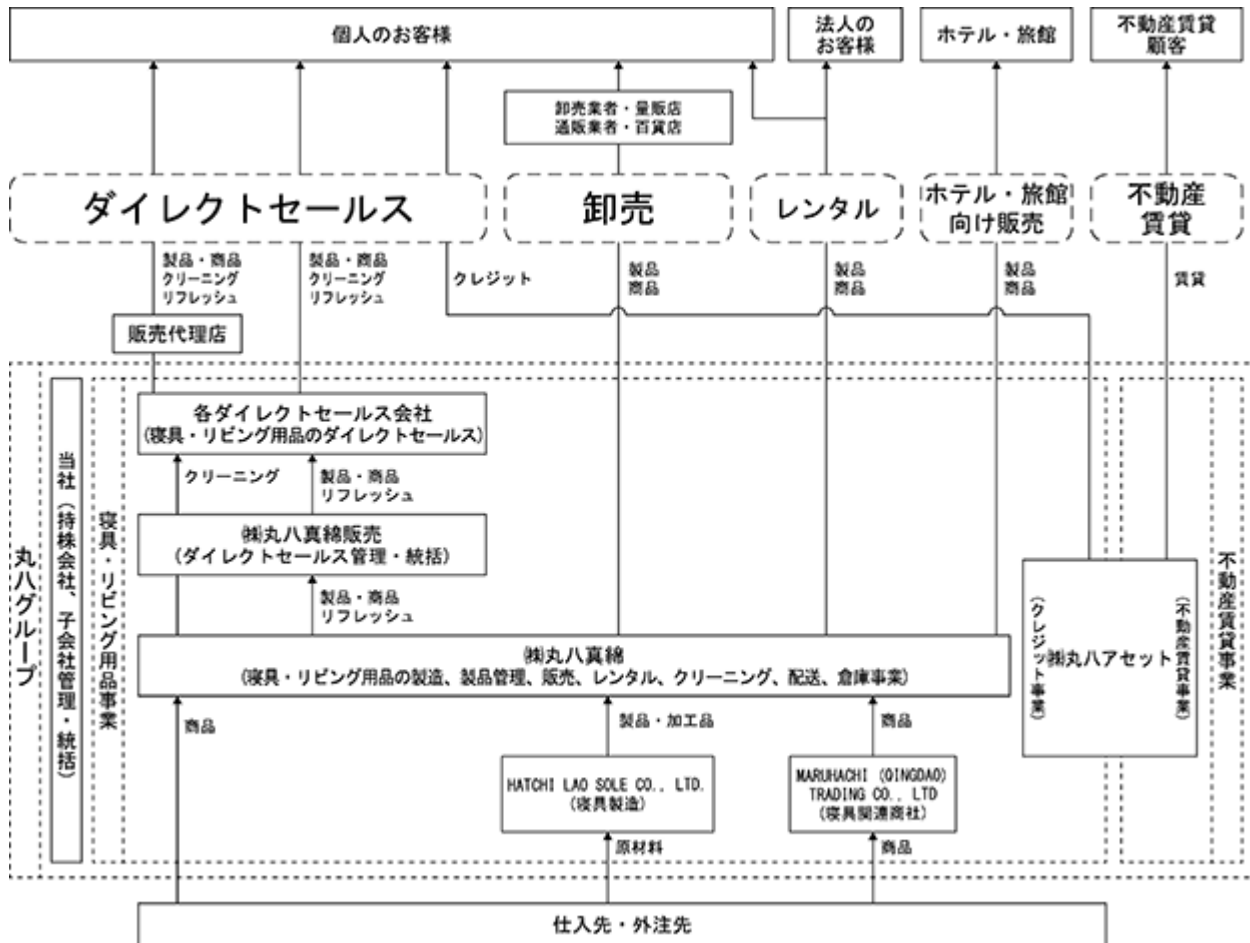 個人のお客様
法人の
お客様
ホテル・旅館
不動産賃貸
顧客
卸売業者・量販店
通販業者・百貨店
ダイレクトセールス
卸売
レンタル
ホテル・旅館
向け販売
不動産
賃貸
製品・商品
クリーニング
リフレッシュ
製品・商品
クリーニング
リフレッシュ
クレジット
製品
商品
製品
商品
製品
商品
賃貸
販売代理店
丸八グループ
当社（持株会社、子会社管理・統括）
寝具・リビング用品事業
各ダイレクトセールス会社
(寝具・リビング用品のダイレクトセールス)
クリーニング
製品・商品
リフレッシュ
㈱丸八真綿販売
(ダイレクトセールス管理・統括)
製品・商品
リフレッシュ
㈱丸八真綿
(寝具・リビング用品の製造、製品管理、販売、レンタル、クリーニング、配送、倉庫事業)
（クレジット事業）
㈱丸八アセット
（不動産賃貸事業）
不動産賃貸事業
商品
製品・加工品
商品
HATCHI LAO SOLE CO., LTD.
(寝具製造)
MARUHACHI (QINGDAO)
TRADING CO., LTD
(寝具関連商社)
原材料
商品
仕入先・外注先